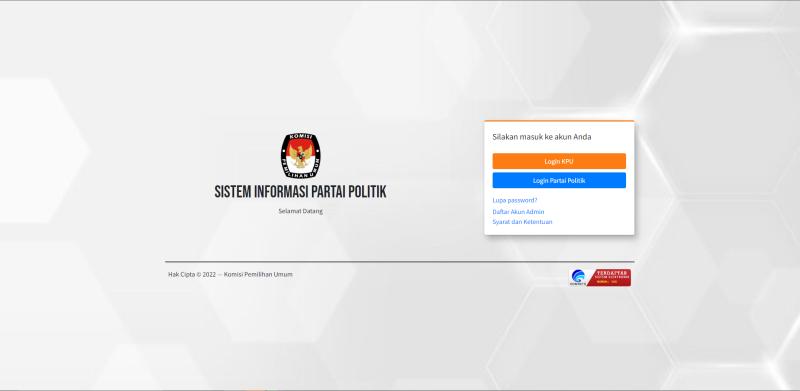 KOMISI
PEMILIHAN UMUM
SISTEM INFORMASI PARTAI POLITIK
Selamat Datang
Silakan masuk ke akun Anda
Login KPU
Login Partai Politik
Lupa password?
Daftar Akun Admin
Syarat dan Ketentuan
Hak Cipta © 2022 — Komisi Pemilihan Umum
KOMINFO
TERDAFTAR
SISTEM ELEKTRONIK